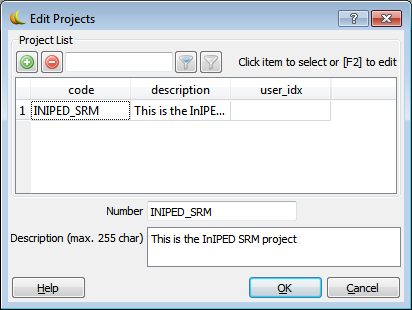 Edit Projects
Project List
Click item to select or [F2] to edit
code description user_idx
1 INIPED_SRM This is the InIPE...
Number INIPED_SRM
Description (max. 255 char) This is the InIPED SRM project
Help OK Cancel